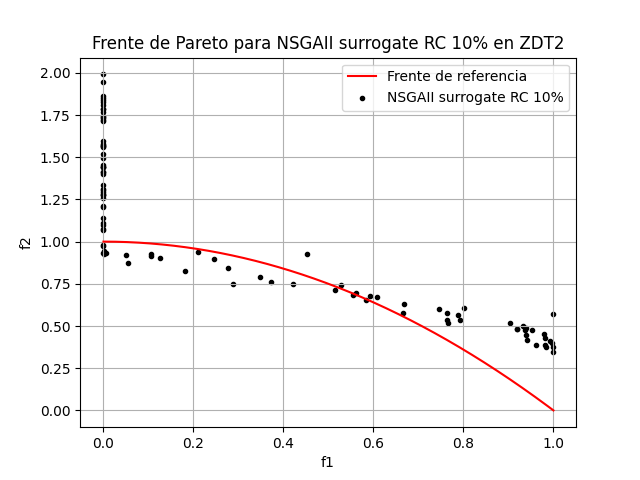 Frente de Pareto para NSGAII surrogate RC 10% en ZDT2
Frente de referencia
NSGAII surrogate RC 10%
f2
2.00
1.75
1.50
1.25
1.00
0.75
0.50
0.25
0.00
0.0 0.2 0.4 0.6 0.8 1.0
f1